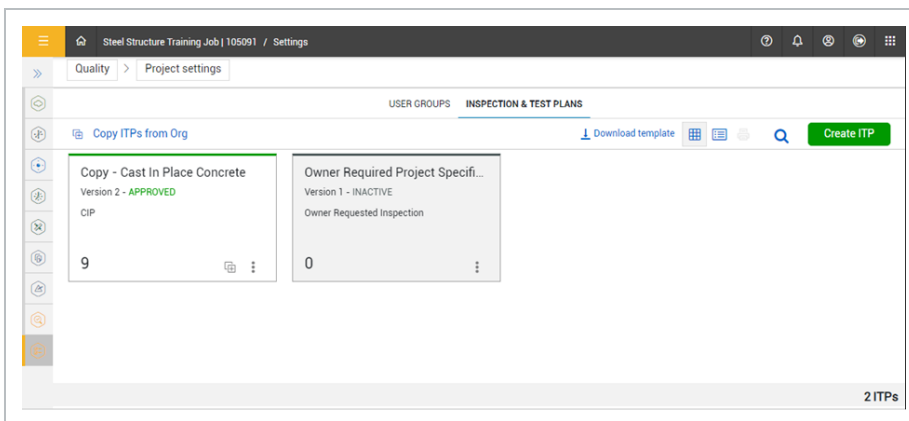 Steel Structure Training Job | 105091 / Settings
Quality > Project settings
USER GROUPS INSPECTION & TEST PLANS
Copy ITPs from Org Download template Create ITP
Copy - Cast In Place Concrete
Version 2 - APPROVED
CIP
9
Owner Required Project Specifi...
Version 1 - INACTIVE
Owner Requested Inspection
0
2 ITPs